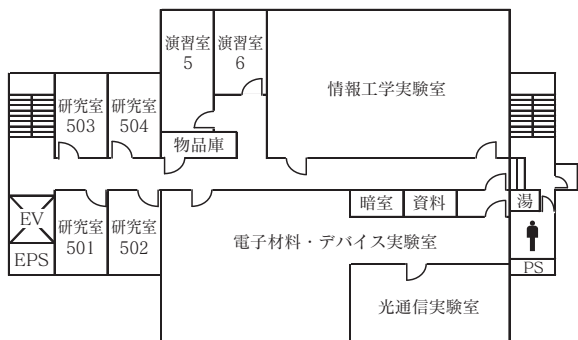 演習室
5
演習室
6
情報工学実験室
研究室
503
研究室
504
物品庫
EV
EPS
研究室
501
研究室
502
暗室
資料
湯
電子材料・デバイス実験室
PS
光通信実験室